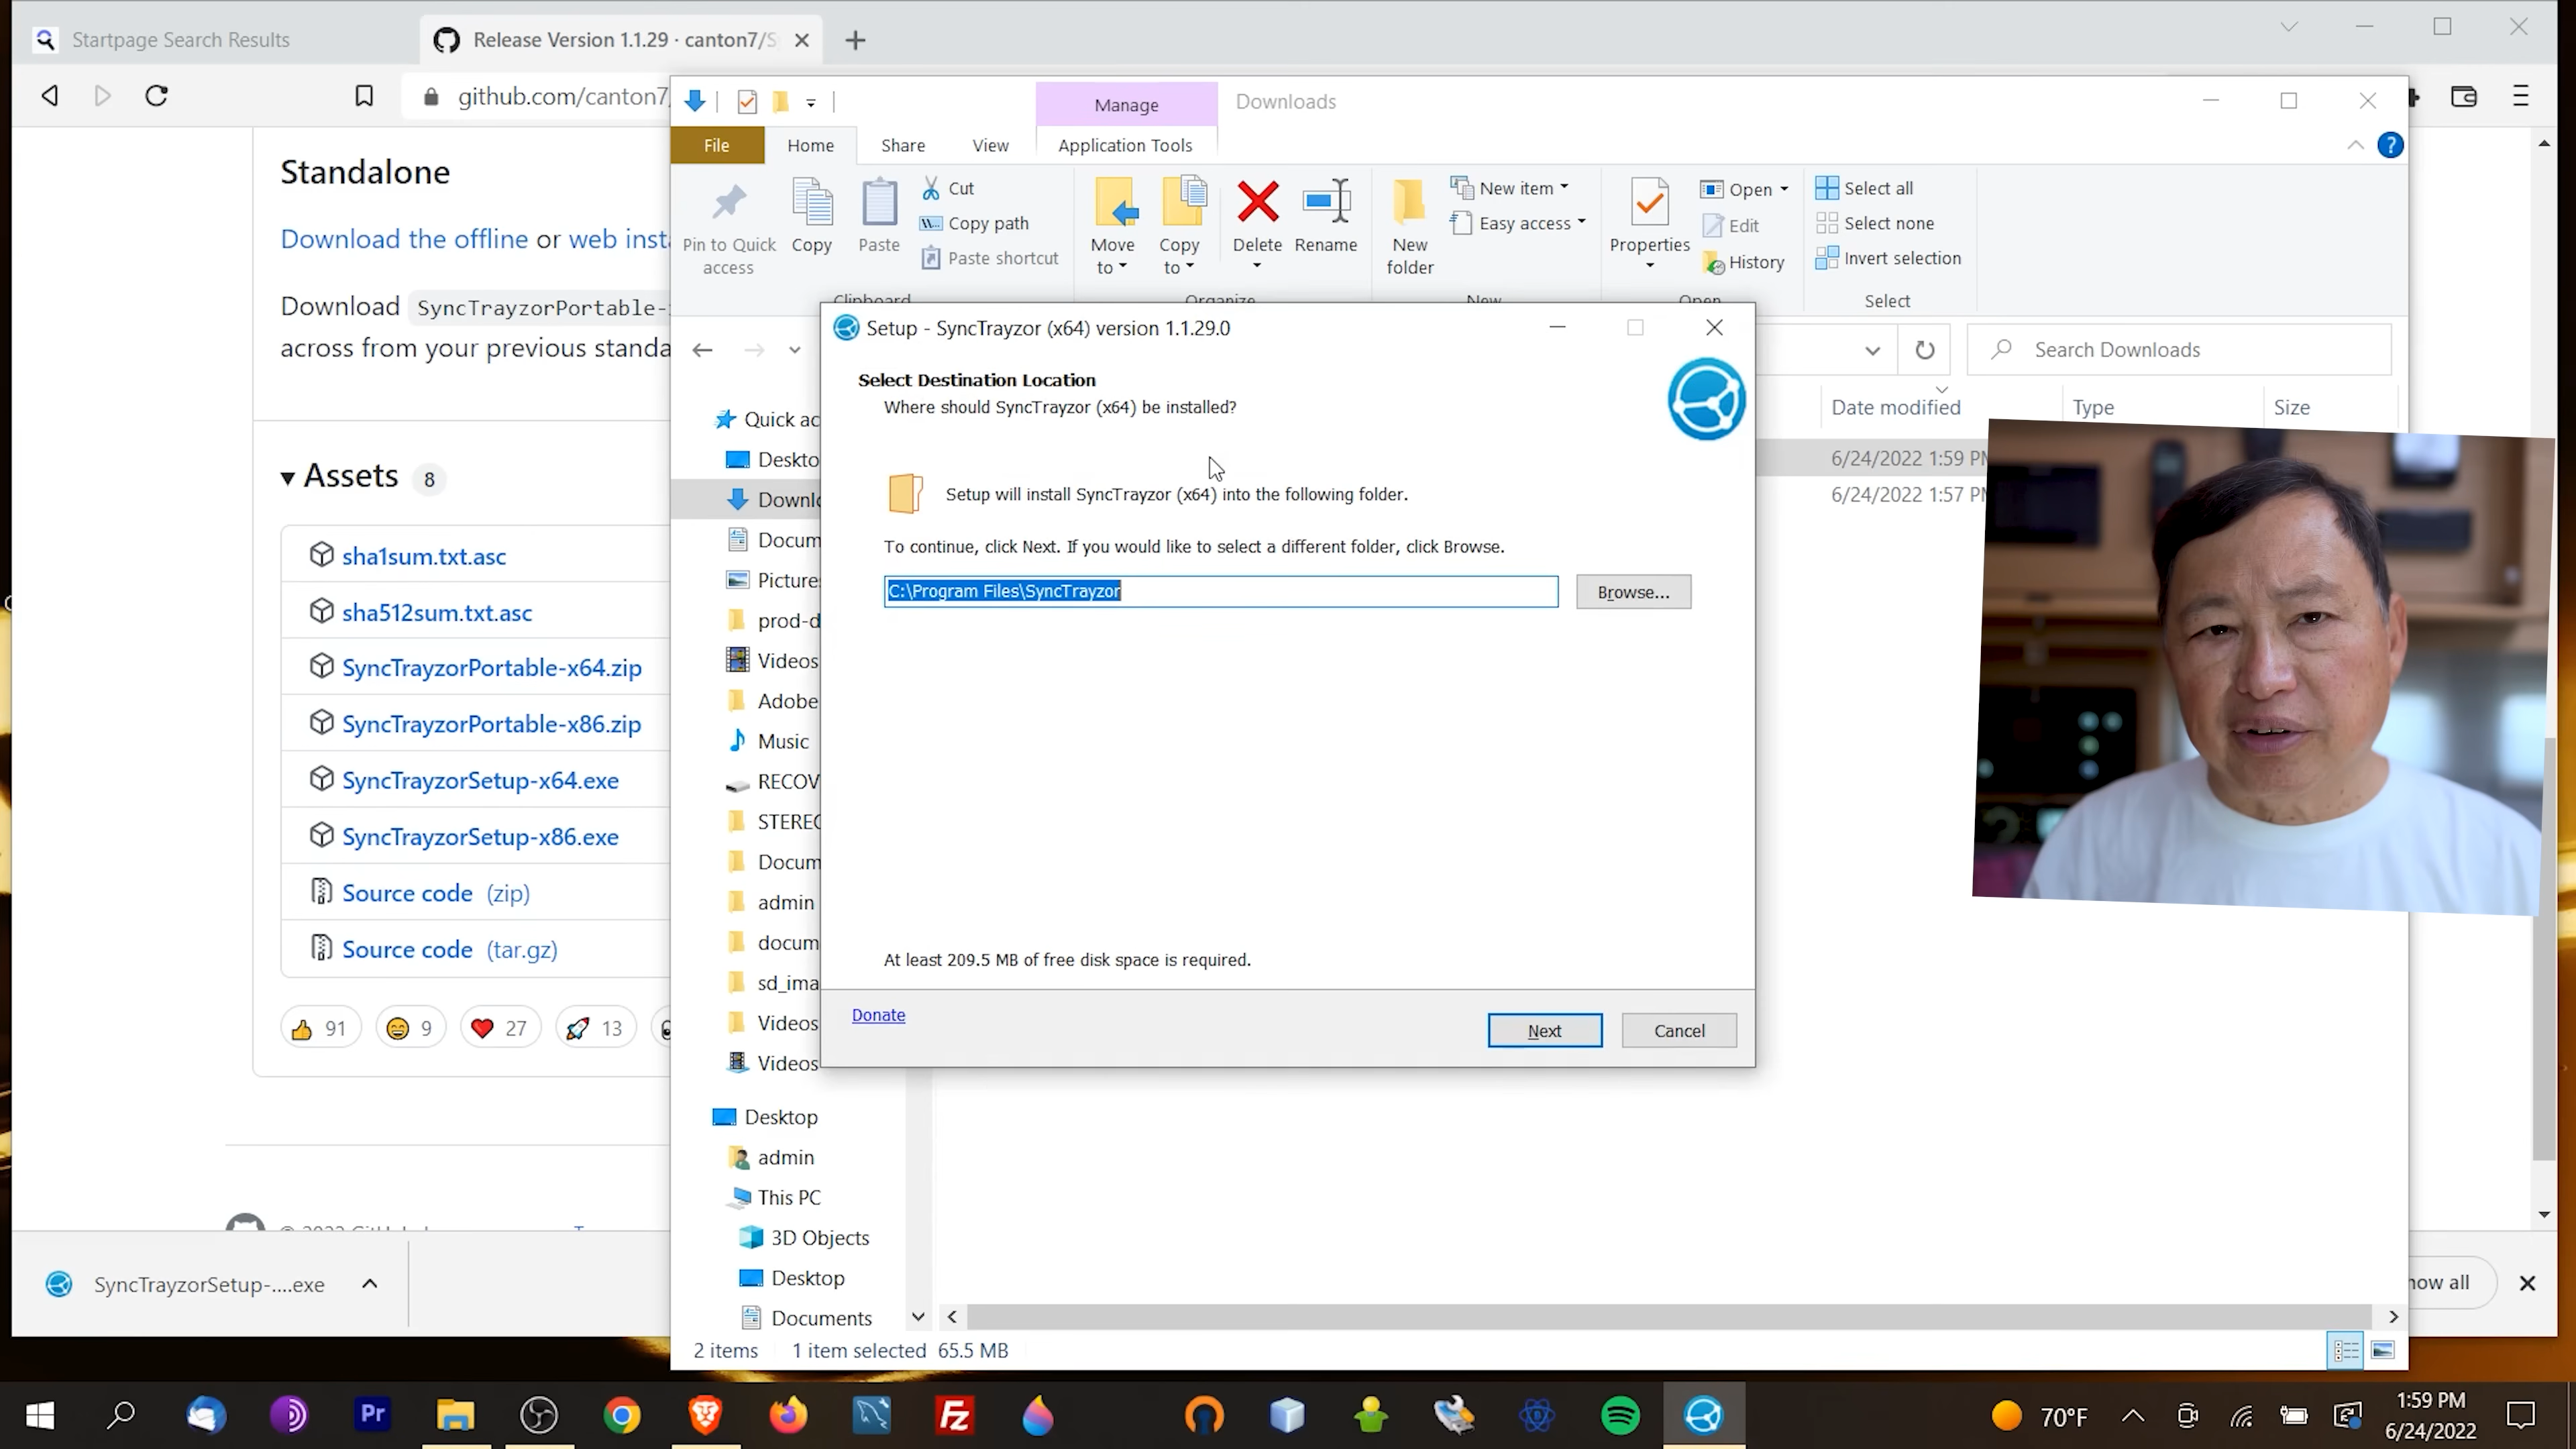 Startpage Search Results
Release Version 1.1.29 · canton7/S
github.com/canton7/
Standalone
Download the offline or web inst
Download SyncTrayzorPortable-
across from your previous standa
Assets 8
sha1sum.txt.asc
sha512sum.txt.asc
SyncTrayzorPortable-x64.zip
SyncTrayzorPortable-x86.zip
SyncTrayzorSetup-x64.exe
SyncTrayzorSetup-x86.exe
Source code (zip)
Source code (tar.gz)
91
9
27
13
SyncTrayzorSetup-....exe
how all
Manage
Downloads
File
Home
Share
View
Application Tools
Pin to Quick access
Copy
Paste
Cut
Copy path
Paste shortcut
Clipboard
Move to
Copy to
Delete
Rename
Organize
New folder
New item
Easy access
New
Properties
Open
Edit
History
Open
Select all
Select none
Invert selection
Select
Search Downloads
Date modified
Type
Size
6/24/2022 1:59 PM
6/24/2022 1:57 PM
Quick ac
Deskto
Downlo
Docum
Pictures
prod-d
Videos
Adobe
Music
RECOV
STEREO
Docum
admin
docum
sd_ima
Videos
Videos
Desktop
admin
This PC
3D Objects
Desktop
Documents
2 items
1 item selected 65.5 MB
Setup - SyncTrayzor (x64) version 1.1.29.0
Select Destination Location
Where should SyncTrayzor (x64) be installed?
Setup will install SyncTrayzor (x64) into the following folder.
To continue, click Next. If you would like to select a different folder, click Browse.
C:\Program Files\SyncTrayzor
Browse...
At least 209.5 MB of free disk space is required.
Donate
Next
Cancel
Pr
Fz
70°F
1:59 PM
6/24/2022